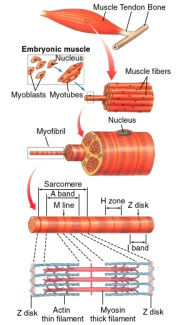 Muscle Tendon Bone
Embryonic muscle
Nucleus
Muscle fibers
Myoblasts Myotubes
Nucleus
Myofibril
Sarcomere
A band
M line
H zone
Z disk
I band
Z disk
Actin
thin filament
Myosin
thick filament
Z disk